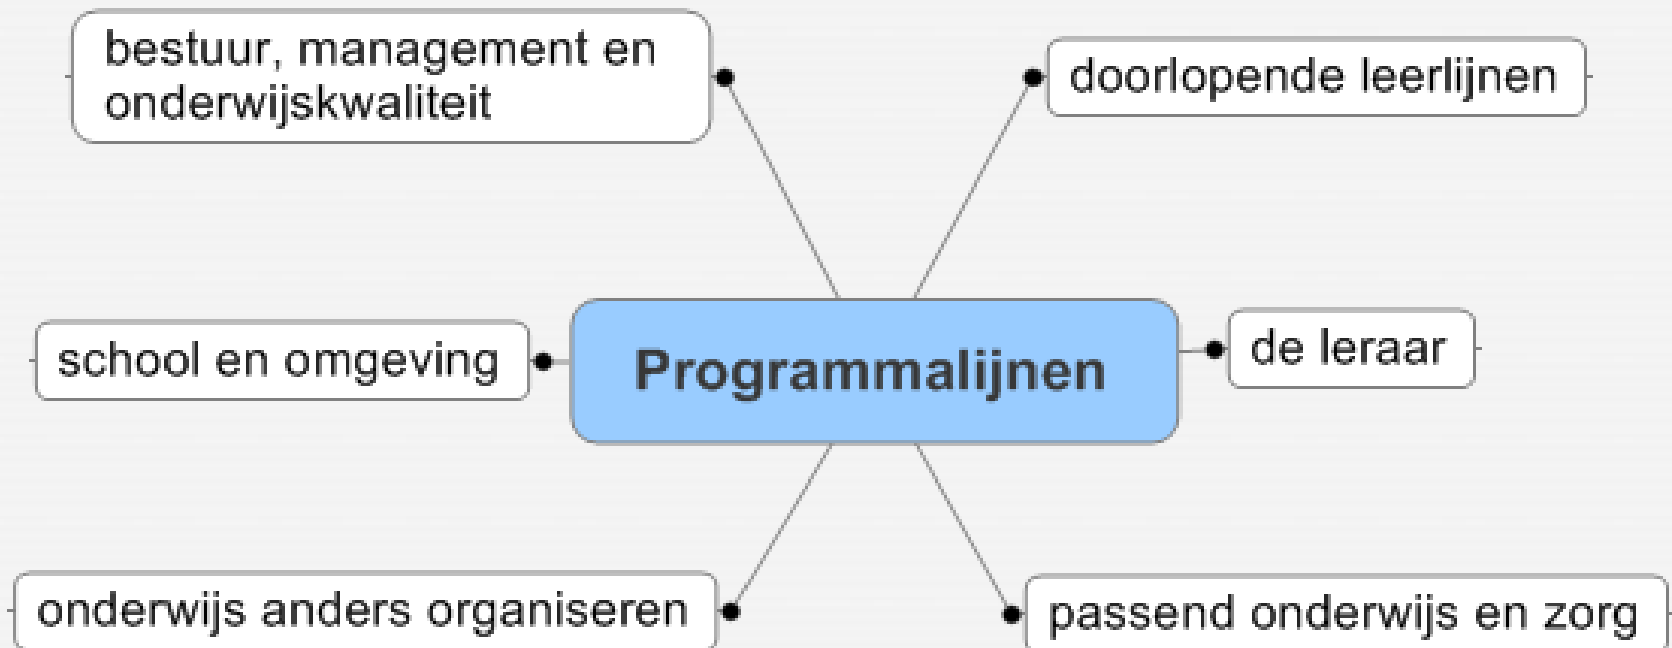 bestuur, management en
onderwijskwaliteit
doorlopende leerlijnen
school en omgeving
Programmalijnen
de leraar
onderwijs anders organiseren
passend onderwijs en zorg